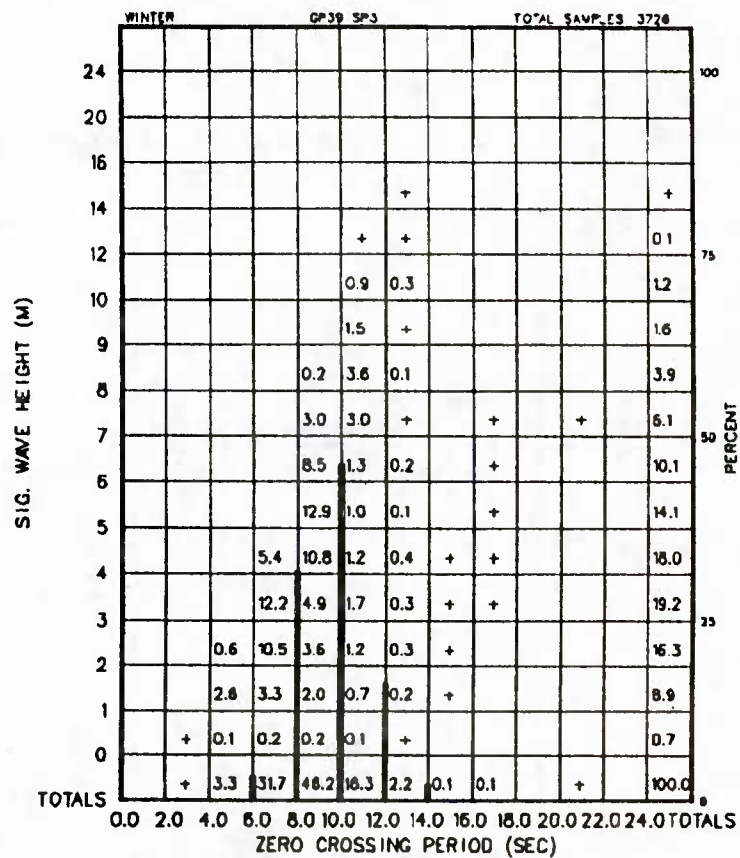 WINTER GP39 SP3 TOTAL SAMPLES 3726
24 100
20
16
+ +
14
+ + 0.1
12 75
0.9 0.3 1.2
10
1.5 + 1.6
9
0.2 3.6 0.1 3.9
8
3.0 3.0 + + + 6.1
7 50
8.5 1.3 0.2 + 10.1
6
12.9 1.0 0.1 + 14.1
5
5.4 10.8 1.2 0.4 + + 18.0
4
12.2 4.9 1.7 0.3 + + 19.2
3 25
0.6 10.5 3.6 1.2 0.3 + 16.3
2
2.6 3.3 2.0 0.7 0.2 + 8.9
1
+ 0.1 0.2 0.2 0.1 + 0.7
0
+ 3.3 31.7 46.2 16.3 2.2 0.1 0.1 + 100.0
TOTALS 0
0.0 2.0 4.0 6.0 8.0 10.0 12.0 14.0 16.0 18.0 20.0 22.0 24.0 TOTALS
ZERO CROSSING PERIOD (SEC)
SIG. WAVE HEIGHT (M)
PERCENT